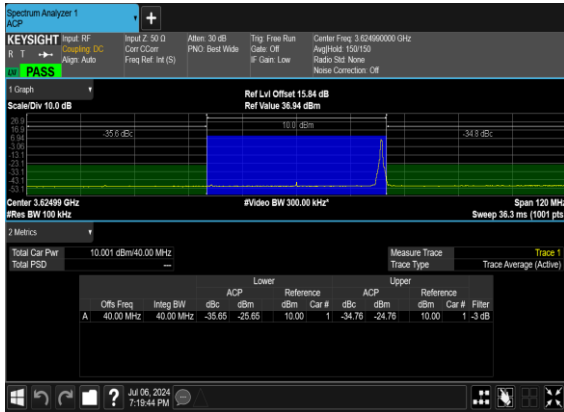 Spectrum Analyzer 1
ACP
KEYSIGHT Input: RF Input Z: 50 Ω Atten: 30 dB Trig: Free Run Center Freq: 3.624990000 GHz
R T Coupling: DC Corr CCorr PNO: Best Wide Gate: Off Avg|Hold: 150/150
Align: Auto Freq Ref: Int (S) IF Gain: Low Radio Std: None
PASS Noise Correction: Off
1 Graph
Ref Lvl Offset 15.84 dB
Scale/Div 10.0 dB Ref Value 36.94 dBm
26.9
16.9 10.0 dBm
6.94 -35.6 dBc -34.8 dBc
-3.06
-13.1
-23.1
-33.1
-43.1
-53.1
Center 3.62499 GHz #Video BW 300.00 kHz* Span 120 MHz
#Res BW 100 kHz Sweep 36.3 ms (1001 pts)
2 Metrics
Total Car Pwr 10.001 dBm/40.00 MHz Measure Trace Trace 1
Total PSD --- Trace Type Trace Average (Active)
Lower Upper
ACP Reference ACP Reference
Offs Freq Integ BW dBc dBm dBm Car # dBc dBm dBm Car # Filter
A 40.00 MHz 40.00 MHz -35.65 -25.65 10.00 1 -34.76 -24.76 10.00 1 -3 dB
Jul 06, 2024
7:19:44 PM